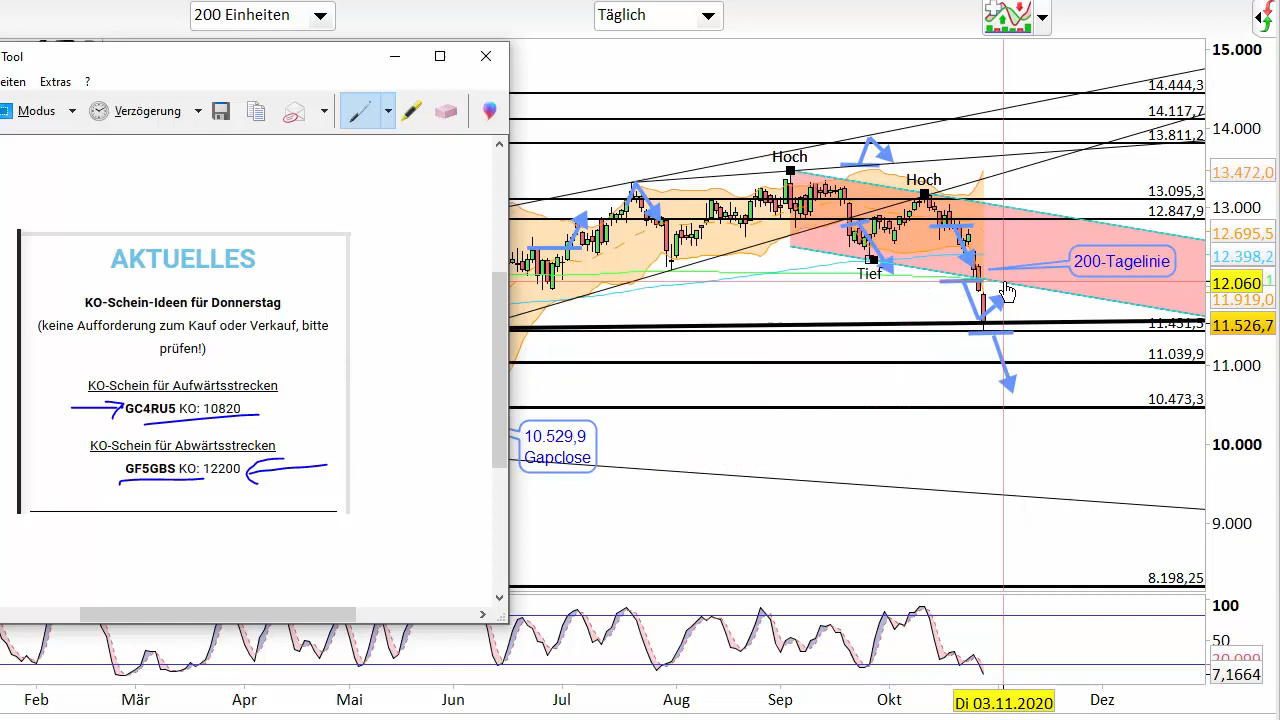 200 Einheiten
Täglich
Tool
eiten Extras ?
Modus Verzögerung
AKTUELLES
KO-Schein-Ideen für Donnerstag
(keine Aufforderung zum Kauf oder Verkauf, bitte
prüfen!)
KO-Schein für Aufwärtsstrecken
GC4RU5 KO: 10820
KO-Schein für Abwärtsstrecken
GF5GBS KO: 12200
Hoch
Hoch
Tief
200-Tagelinie
10.529,9
Gapclose
14.444,3
14.117,7
13.811,2
13.095,3
12.847,9
11.431,3
11.039,9
10.473,3
8.198,25
15.000
14.000
13.472,0
13.000
12.695,5
12.398,2
12.060
11.919,0
11.526,7
11.000
10.000
9.000
100
50
20,099
7,1664
Feb Mär Apr Mai Jun Jul Aug Sep Okt Di 03.11.2020 Dez